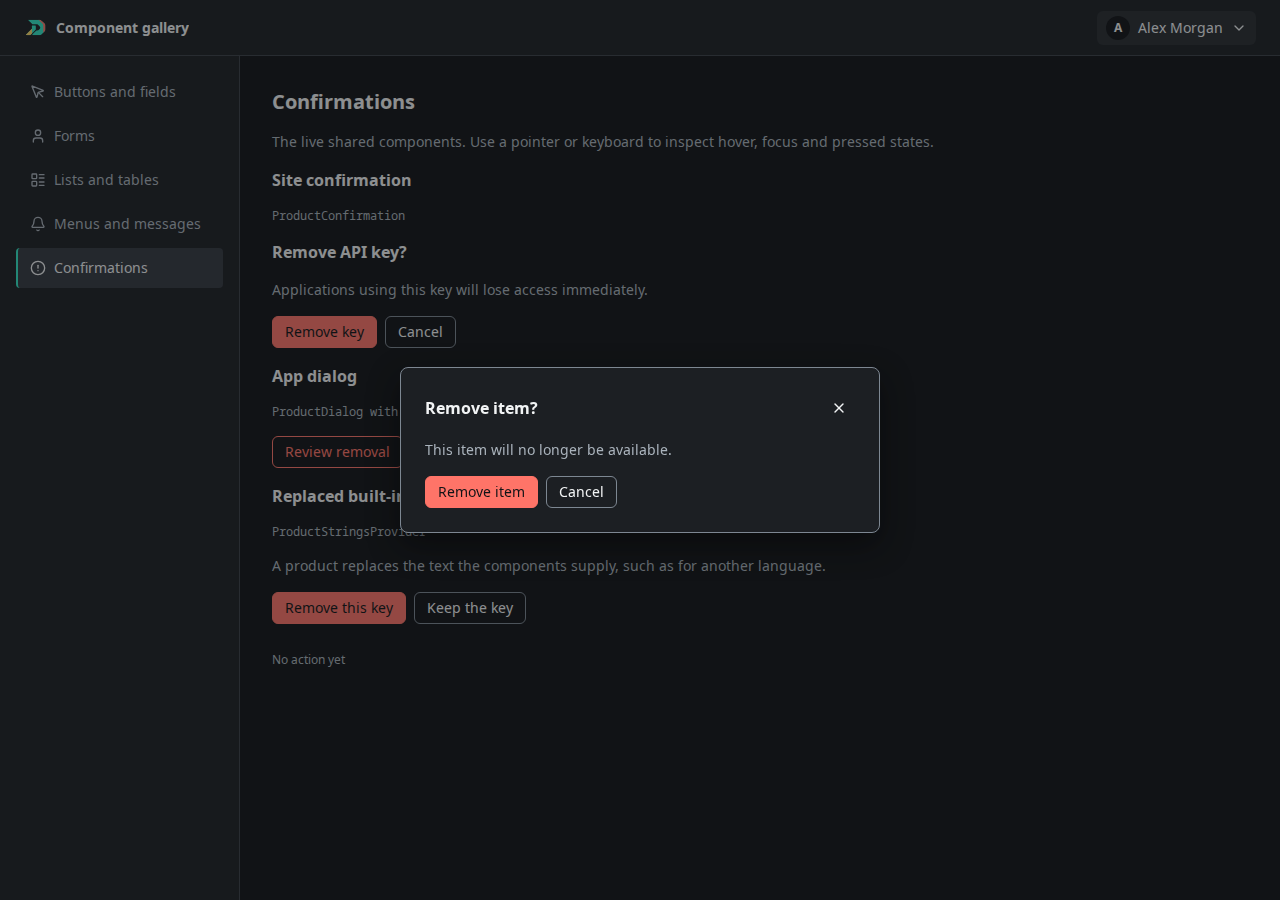 Component gallery
A
Alex Morgan
Buttons and fields
Forms
Lists and tables
Menus and messages
Confirmations
Confirmations
The live shared components. Use a pointer or keyboard to inspect hover, focus and pressed states.
Site confirmation
ProductConfirmation
Remove API key?
Applications using this key will lose access immediately.
Remove key
Cancel
App dialog
ProductDialog with
Review removal
Remove item?
This item will no longer be available.
Remove item
Cancel
Replaced built-in
ProductStringsProvider
A product replaces the text the components supply, such as for another language.
Remove this key
Keep the key
No action yet